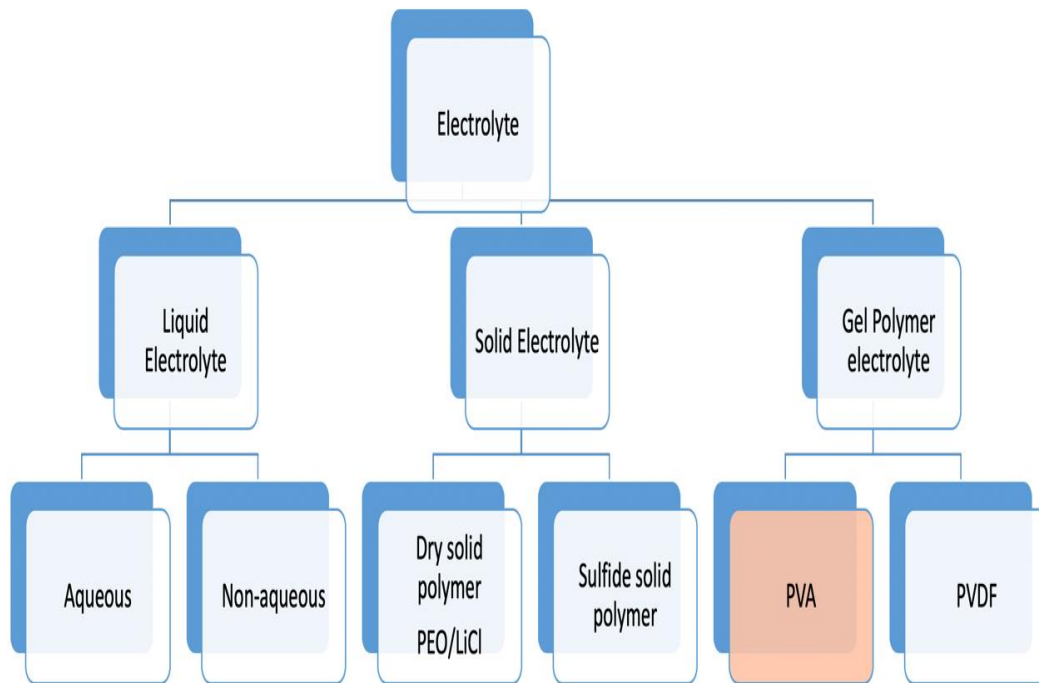 Electrolyte
Liquid
Electrolyte
Solid Electrolyte
Gel Polymer
electrolyte
Aqueous
Non-aqueous
Dry solid
polymer
PEO/LiCl
Sulfide solid
polymer
PVA
PVDF